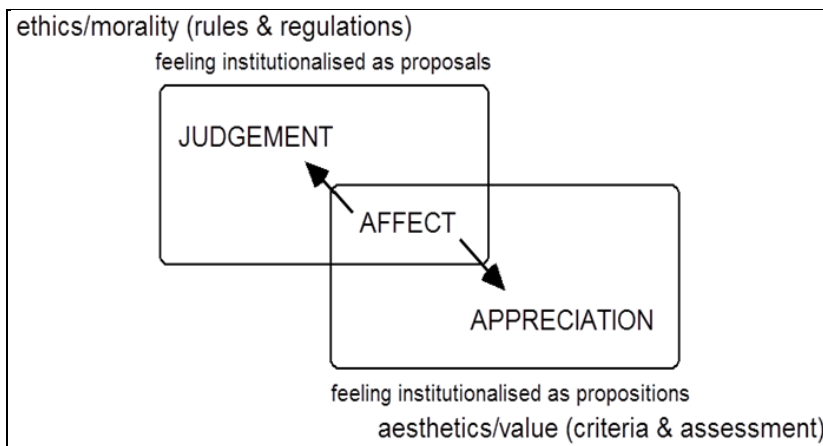 ethics/morality (rules & regulations)
feeling institutionalised as proposals
JUDGEMENT
AFFECT
APPRECIATION
feeling institutionalised as propositions
aesthetics/value (criteria & assessment)